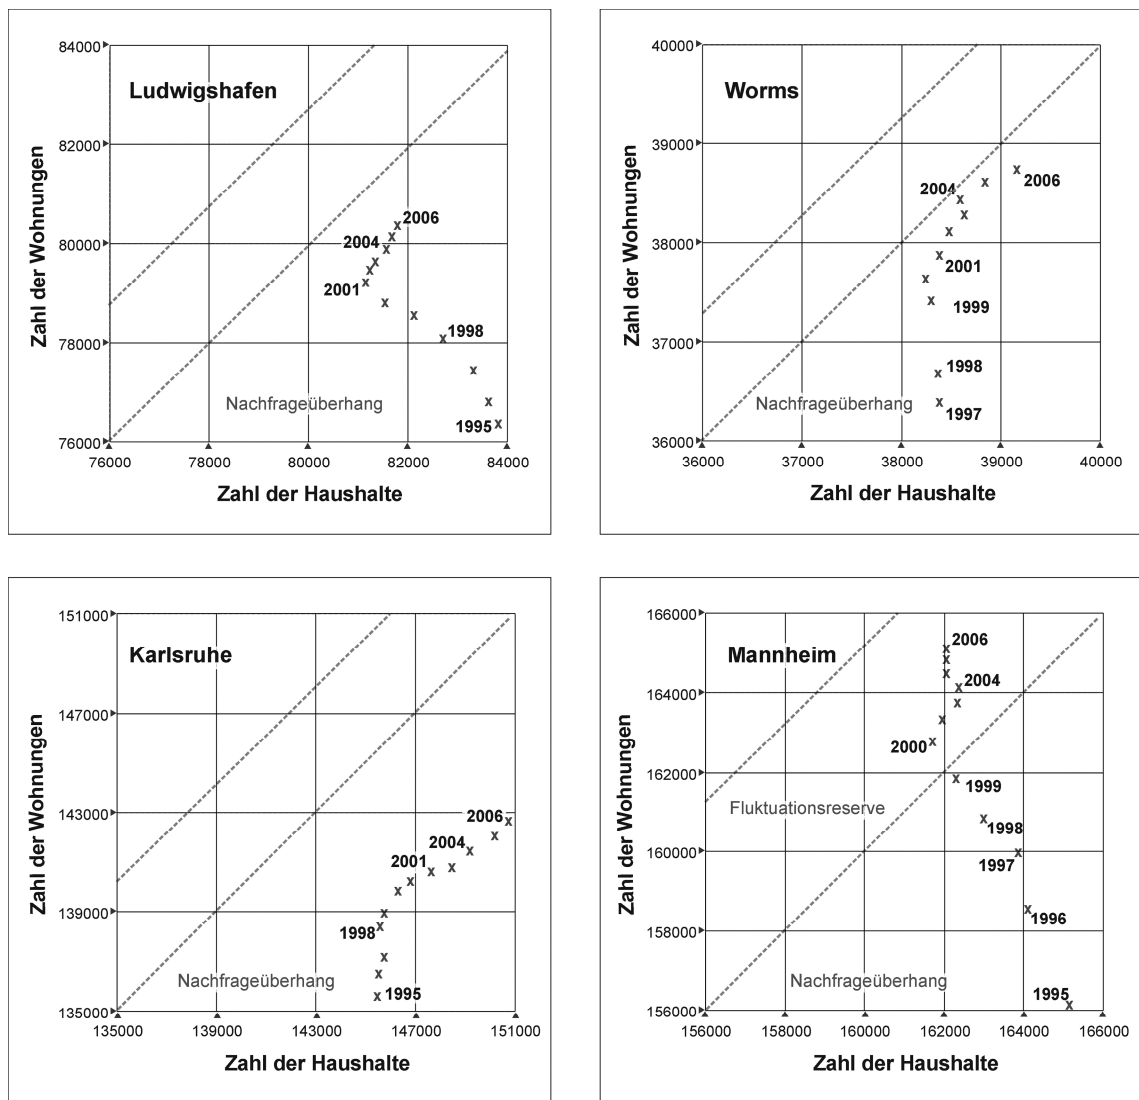 84000
Ludwigshafen
82000
Zahl der Wohnungen
2006
2004
80000
2001
1998
78000
Nachfrageüberhang
1995
76000
76000 78000 80000 82000 84000
Zahl der Haushalte
40000
Worms
39000
Zahl der Wohnungen
2004
2006
38000
2001
1999
37000
1998
Nachfrageüberhang
1997
36000
36000 37000 38000 39000 40000
Zahl der Haushalte
151000
Karlsruhe
147000
Zahl der Wohnungen
143000
2006
2004
2001
139000
1998
Nachfrageüberhang
1995
135000
135000 139000 143000 147000 151000
Zahl der Haushalte
166000
Mannheim
2006
2004
164000
Zahl der Wohnungen
2000
162000
1999
Fluktuationsreserve
1998
160000
1997
1996
158000
Nachfrageüberhang
1995
156000
156000 158000 160000 162000 164000 166000
Zahl der Haushalte